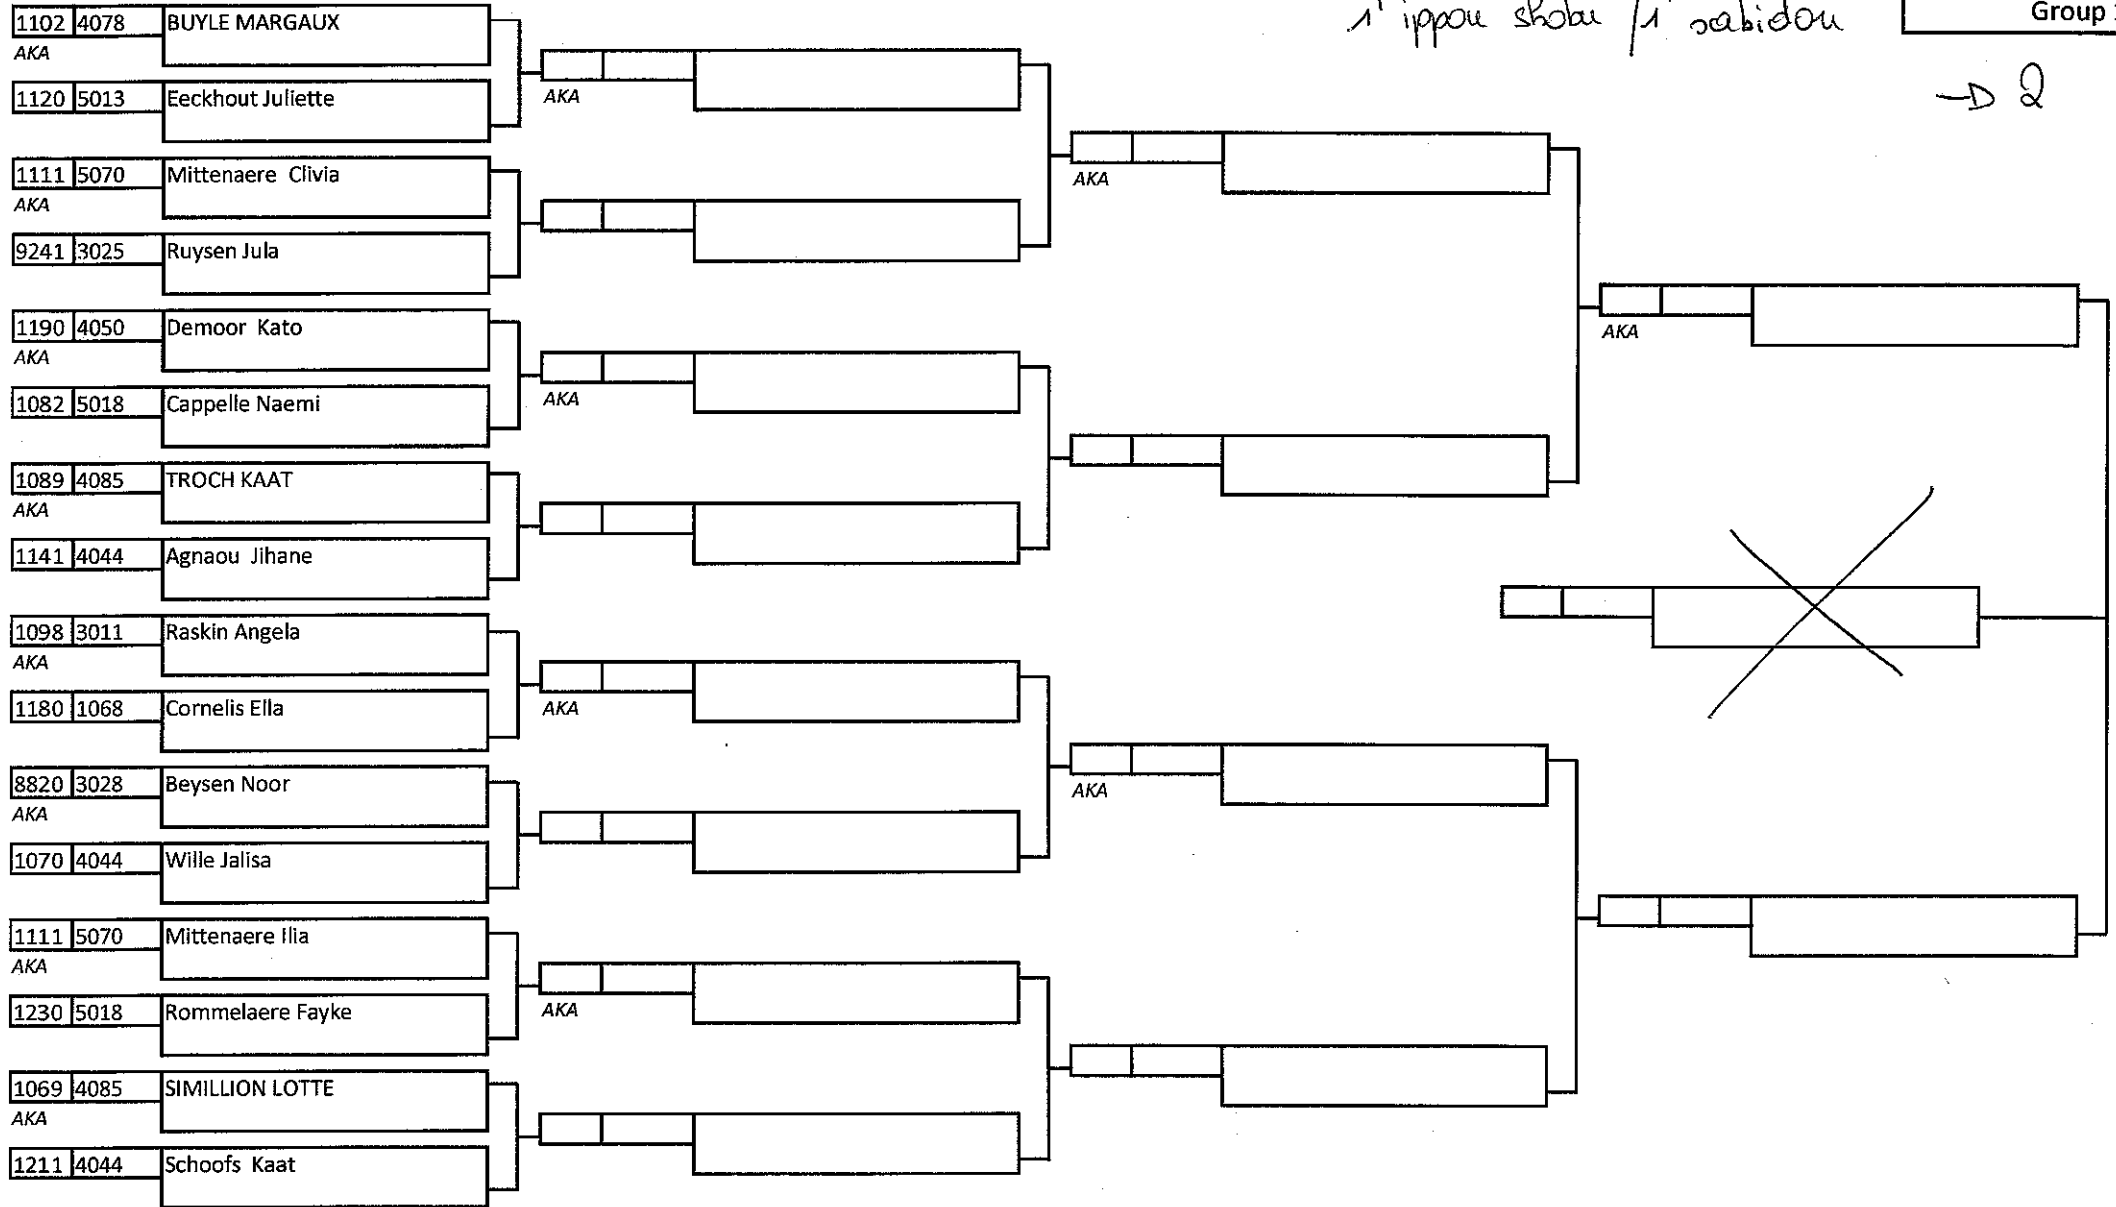 1' ippon shobu / 1' sabidou
Group
→ 2
1102 4078 BUYLE MARGAUX
AKA
1120 5013 Eeckhout Juliette
AKA
1111 5070 Mittenaere Clivia
AKA
AKA
9241 3025 Ruysen Jula
1190 4050 Demoor Kato
AKA
AKA
1082 5018 Cappelle Naemi
AKA
1089 4085 TROCH KAAT
AKA
1141 4044 Agnaou Jihane
1098 3011 Raskin Angela
AKA
1180 1068 Cornelis Ella
AKA
8820 3028 Beysen Noor
AKA
AKA
1070 4044 Wille Jalisa
1111 5070 Mittenaere Ilia
AKA
1230 5018 Rommelaere Fayke
AKA
1069 4085 SIMILLION LOTTE
AKA
1211 4044 Schoofs Kaat